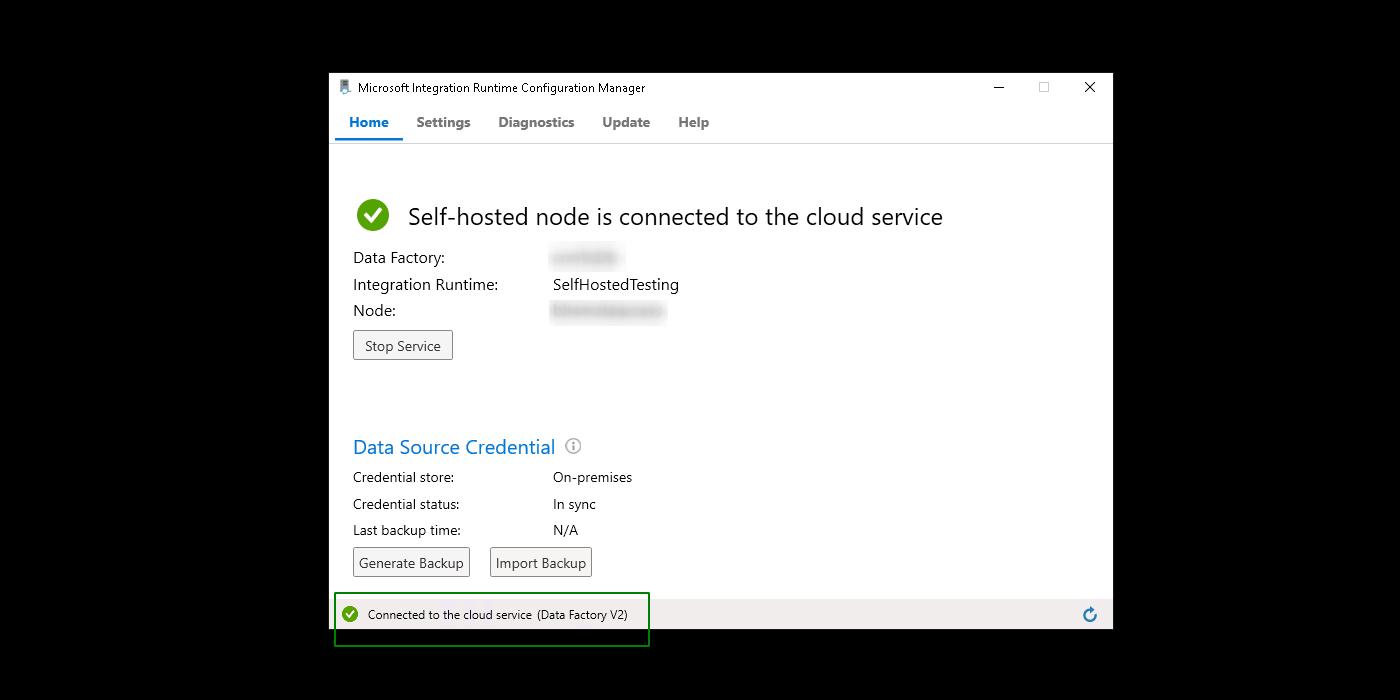 Microsoft Integration Runtime Configuration Manager
Home Settings Diagnostics Update Help
Self-hosted node is connected to the cloud service
Data Factory:
Integration Runtime: SelfHostedTesting
Node:
Stop Service
Data Source Credential
Credential store: On-premises
Credential status: In sync
Last backup time: N/A
Generate Backup Import Backup
Connected to the cloud service (Data Factory V2)